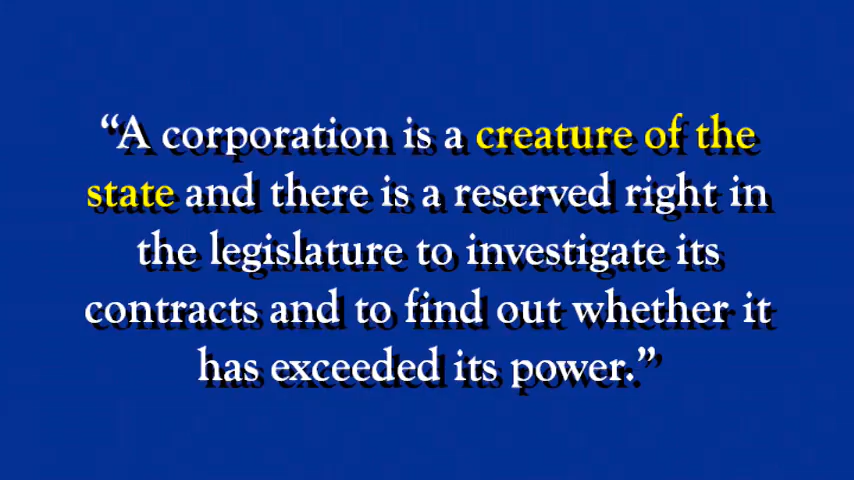 “A corporation is a creature of the
state and there is a reserved right in
the legislature to investigate its
contracts and to find out whether it
has exceeded its power.”